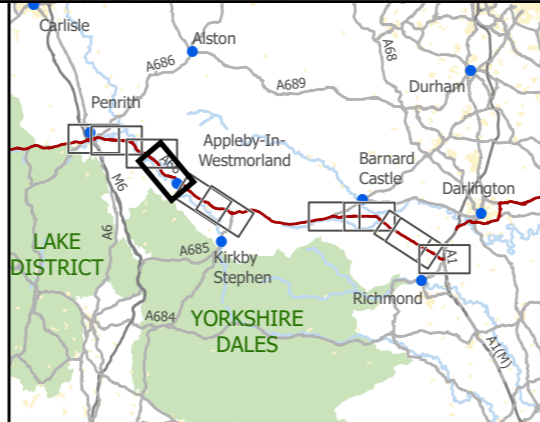 Carlisle
Alston
A68
A686
A689
Durham
Penrith
Appleby-In-
Westmorland
Barnard
Castle
Darlington
A66
M6
A6
LAKE
DISTRICT
A685
Kirkby
Stephen
A1
Richmond
A684
YORKSHIRE
DALES
A1(M)